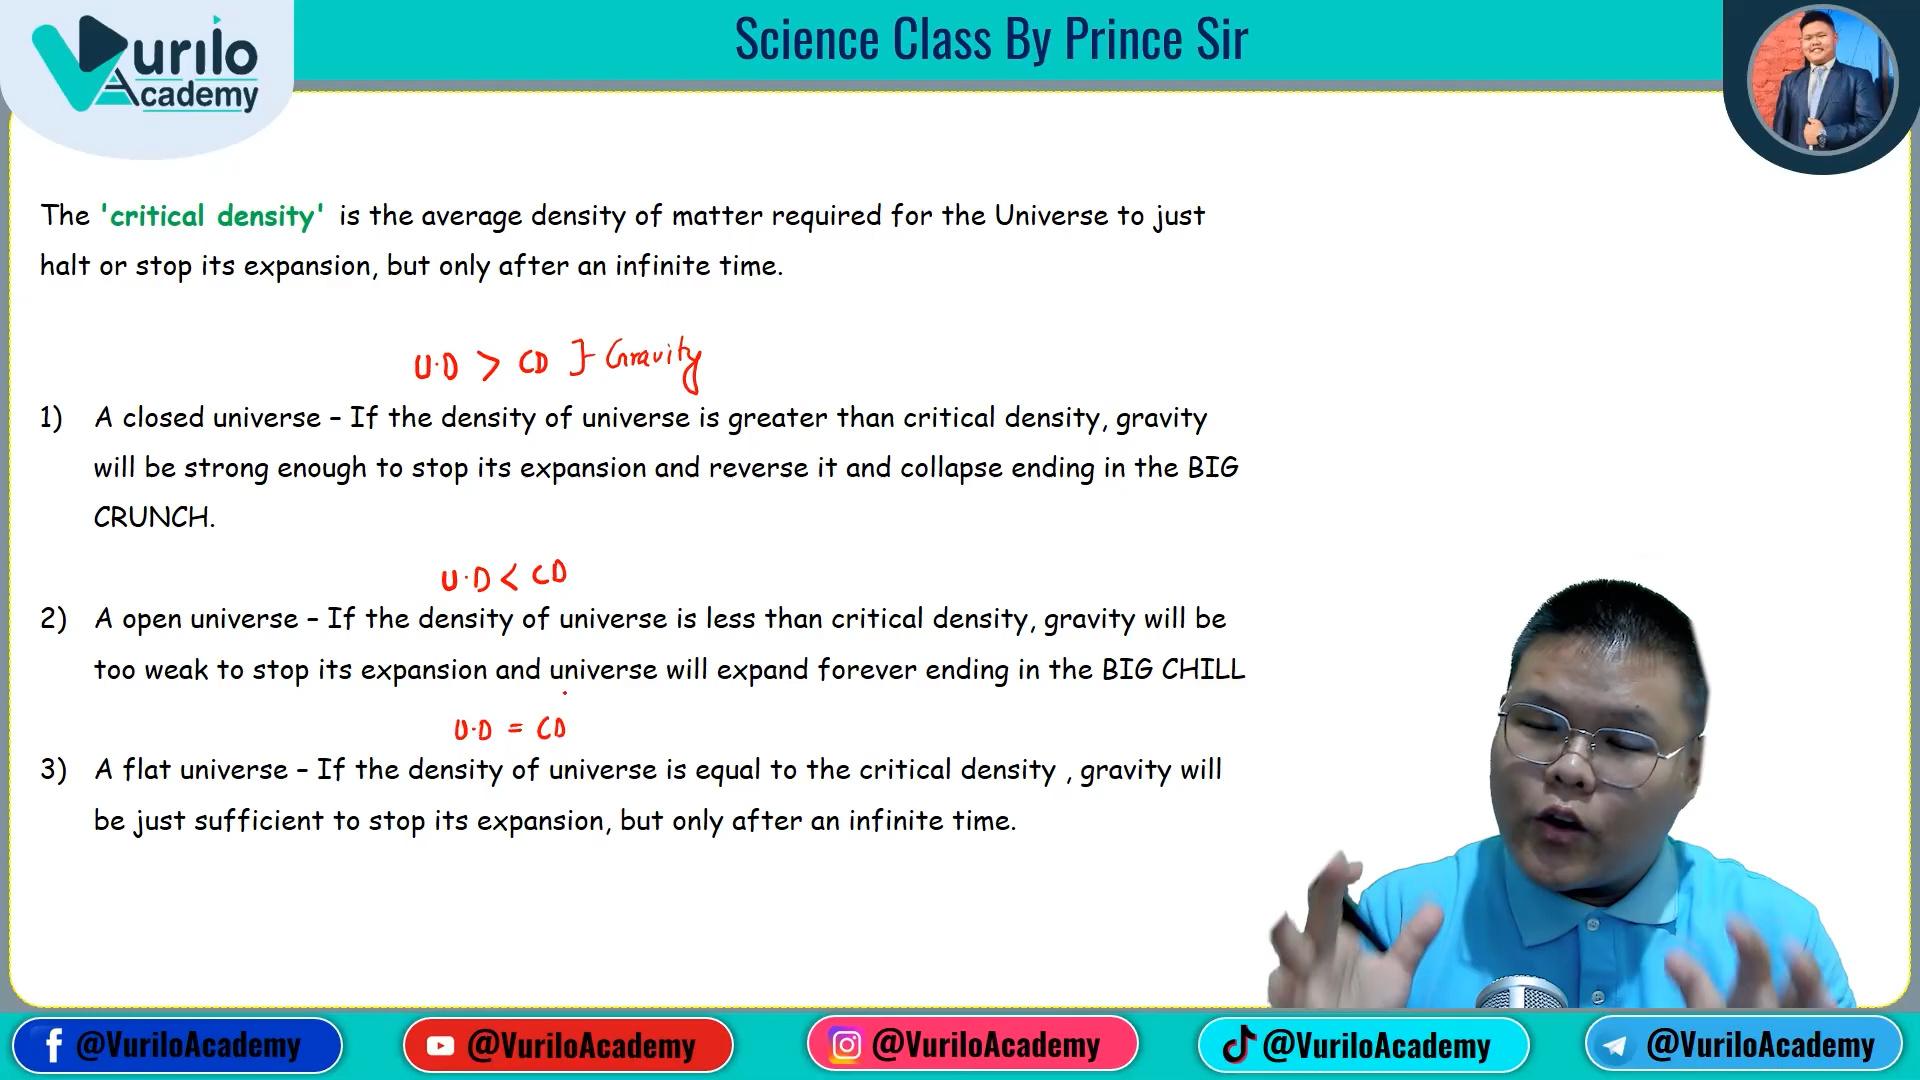 Vurilo
Academy
Science Class By Prince Sir
The 'critical density' is the average density of matter required for the Universe to just
halt or stop its expansion, but only after an infinite time.
U.D > CD }- Gravity
1) A closed universe – If the density of universe is greater than critical density, gravity
will be strong enough to stop its expansion and reverse it and collapse ending in the BIG
CRUNCH.
U.D < CD
2) A open universe – If the density of universe is less than critical density, gravity will be
too weak to stop its expansion and universe will expand forever ending in the BIG CHILL
U.D = CD
3) A flat universe – If the density of universe is equal to the critical density , gravity will
be just sufficient to stop its expansion, but only after an infinite time.
@VuriloAcademy
@VuriloAcademy
@VuriloAcademy
@VuriloAcademy
@VuriloAcademy